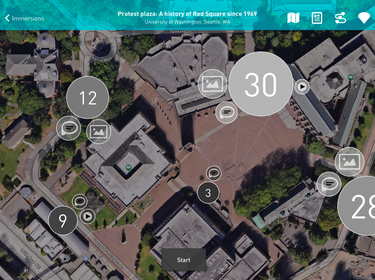 Immersions
Protest plaza: A history of Red Square since 1969
University of Washington, Seattle, WA
30
12
3
28
9
Start